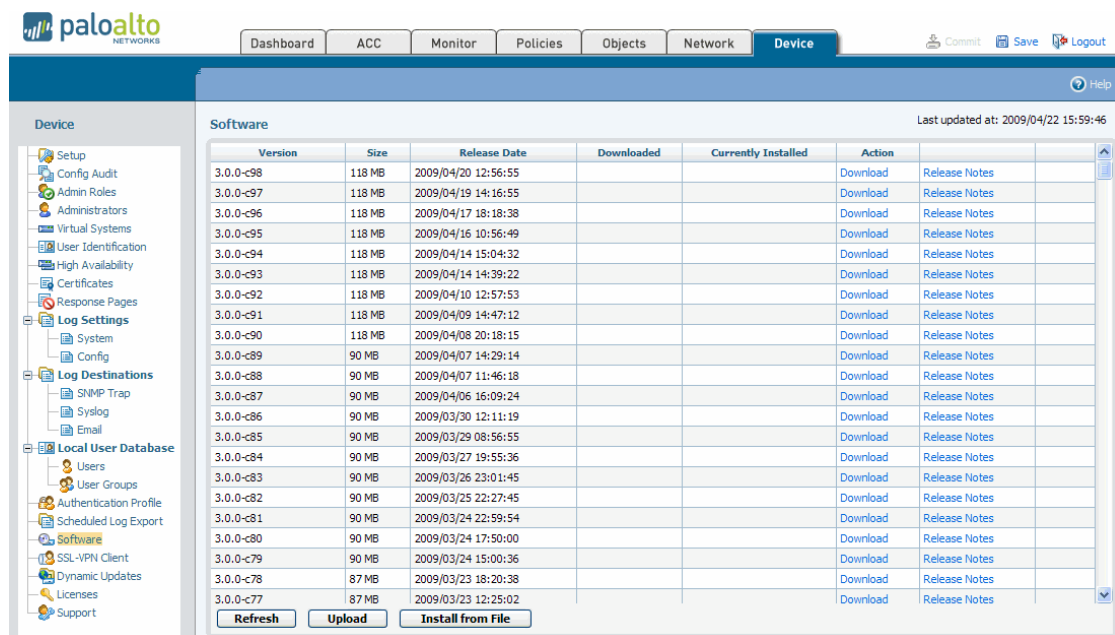 paloalto
NETWORKS
Dashboard ACC Monitor Policies Objects Network Device Commit Save Logout
Help
Device
Setup
Config Audit
Admin Roles
Administrators
Virtual Systems
User Identification
High Availability
Certificates
Response Pages
Log Settings
System
Config
Log Destinations
SNMP Trap
Syslog
Email
Local User Database
Users
User Groups
Authentication Profile
Scheduled Log Export
Software
SSL-VPN Client
Dynamic Updates
Licenses
Support
Software Last updated at: 2009/04/22 15:59:46
Version Size Release Date Downloaded Currently Installed Action
3.0.0-c98 118 MB 2009/04/20 12:56:55 Download Release Notes
3.0.0-c97 118 MB 2009/04/19 14:16:55 Download Release Notes
3.0.0-c96 118 MB 2009/04/17 18:18:38 Download Release Notes
3.0.0-c95 118 MB 2009/04/16 10:56:49 Download Release Notes
3.0.0-c94 118 MB 2009/04/14 15:04:32 Download Release Notes
3.0.0-c93 118 MB 2009/04/14 14:39:22 Download Release Notes
3.0.0-c92 118 MB 2009/04/10 12:57:53 Download Release Notes
3.0.0-c91 118 MB 2009/04/09 14:47:12 Download Release Notes
3.0.0-c90 118 MB 2009/04/08 20:18:15 Download Release Notes
3.0.0-c89 90 MB 2009/04/07 14:29:14 Download Release Notes
3.0.0-c88 90 MB 2009/04/07 11:46:18 Download Release Notes
3.0.0-c87 90 MB 2009/04/06 16:09:24 Download Release Notes
3.0.0-c86 90 MB 2009/03/30 12:11:19 Download Release Notes
3.0.0-c85 90 MB 2009/03/29 08:56:55 Download Release Notes
3.0.0-c84 90 MB 2009/03/27 19:55:36 Download Release Notes
3.0.0-c83 90 MB 2009/03/26 23:01:45 Download Release Notes
3.0.0-c82 90 MB 2009/03/25 22:27:45 Download Release Notes
3.0.0-c81 90 MB 2009/03/24 22:59:54 Download Release Notes
3.0.0-c80 90 MB 2009/03/24 17:50:00 Download Release Notes
3.0.0-c79 90 MB 2009/03/24 15:00:36 Download Release Notes
3.0.0-c78 87 MB 2009/03/23 18:20:38 Download Release Notes
3.0.0-c77 87 MB 2009/03/23 12:25:02 Download Release Notes
Refresh Upload Install from File